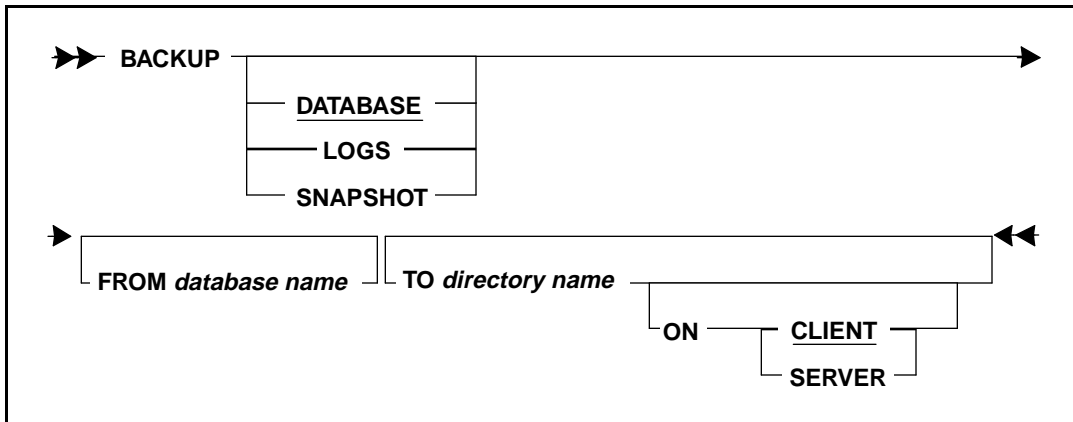 BACKUP
DATABASE
LOGS
SNAPSHOT
FROM database name
TO directory name
ON
CLIENT
SERVER